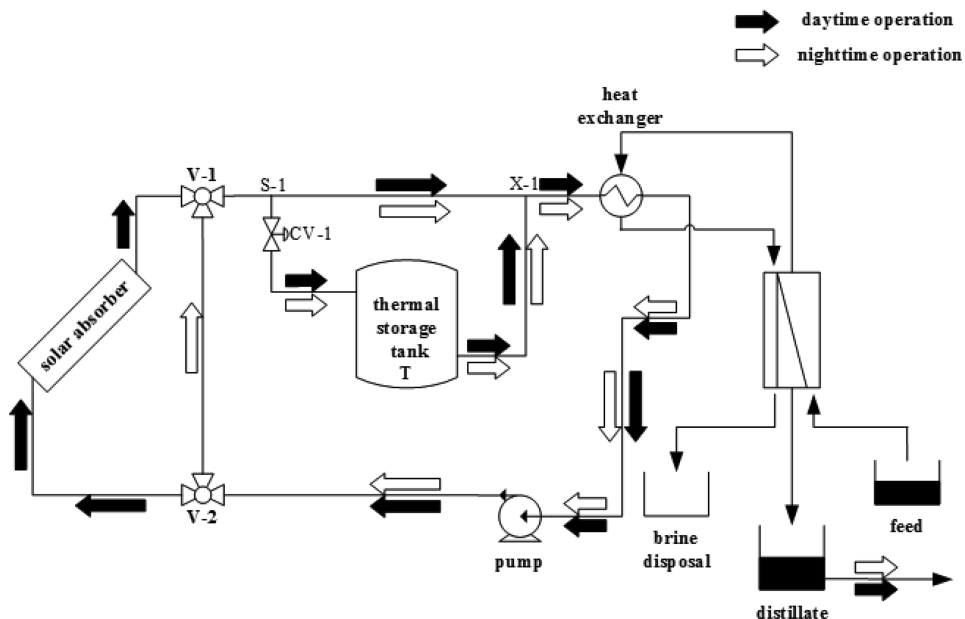 daytime operation
nighttime operation
heat
exchanger
V-1
S-1
X-1
CV-1
solar absorber
thermal
storage
tank
T
V-2
pump
brine
disposal
feed
distillate